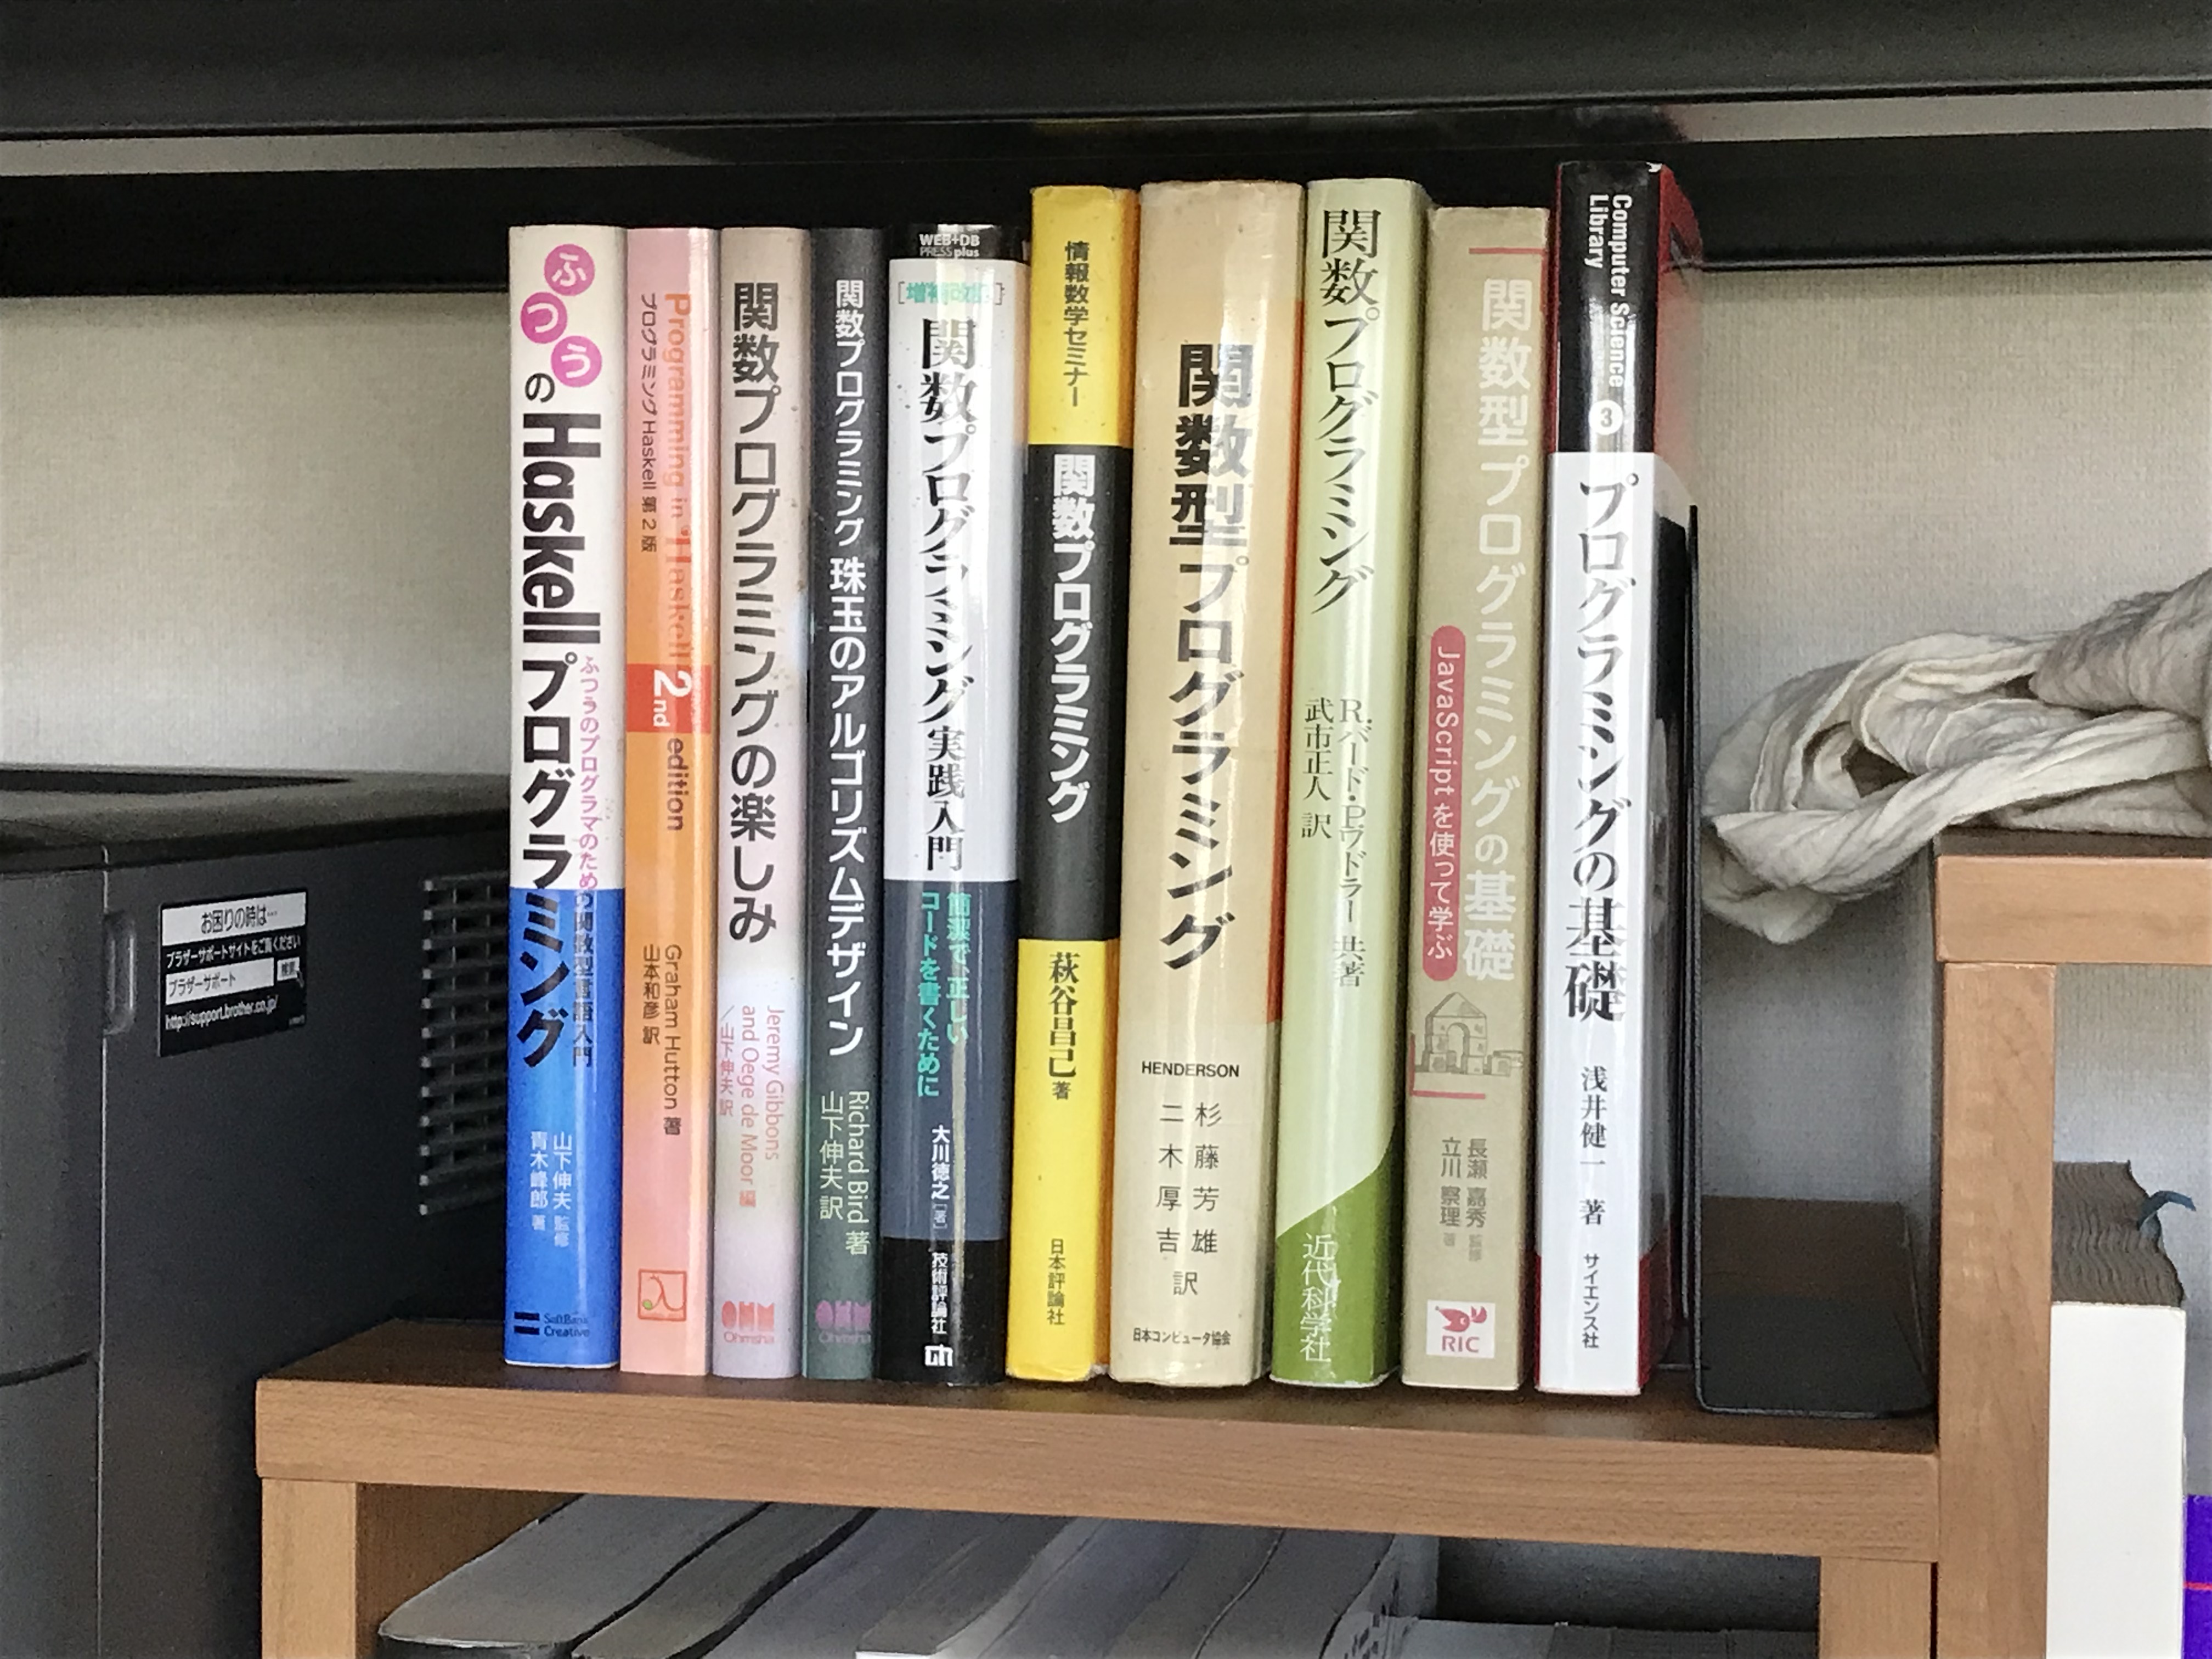 ふつうのHaskellプログラミング
ふつうのプログラマのための関数型言語入門
山下伸夫 監修
青木峰郎 著
SoftBank
Creative
Programming in Haskell 2nd edition
プログラミング Haskell 第2版
Graham Hutton 著
山本和彦 訳
関数プログラミングの楽しみ
Jeremy Gibbons
and Oege de Moor 編
/山下伸夫 訳
OHM
Ohmsha
関数プログラミング 珠玉のアルゴリズムデザイン
Richard Bird 著
山下伸夫 訳
OHM
Ohmsha
WEB+DB
PRESS plus
[増補改訂]
関数プログラミング実践入門
簡潔で、正しい
コードを書くために
大川徳之[著]
技術評論社
情報数学セミナー
関数プログラミング
萩谷昌己 著
日本評論社
関数型プログラミング
HENDERSON
杉藤芳雄
二木厚吉
訳
日本コンピュータ協会
関数プログラミング
R.バード・P.ワドラー 共著
武市正人 訳
近代科学社
関数型プログラミングの基礎
JavaScriptを使って学ぶ
長瀬 嘉秀 監修
立川 察理 著
RIC
Computer Science
Library
3
プログラミングの基礎
浅井健一 著
サイエンス社
お困りの時は…
ブラザーサポートサイトをご覧ください
ブラザーサポート
検索
http://support.brother.co.jp/